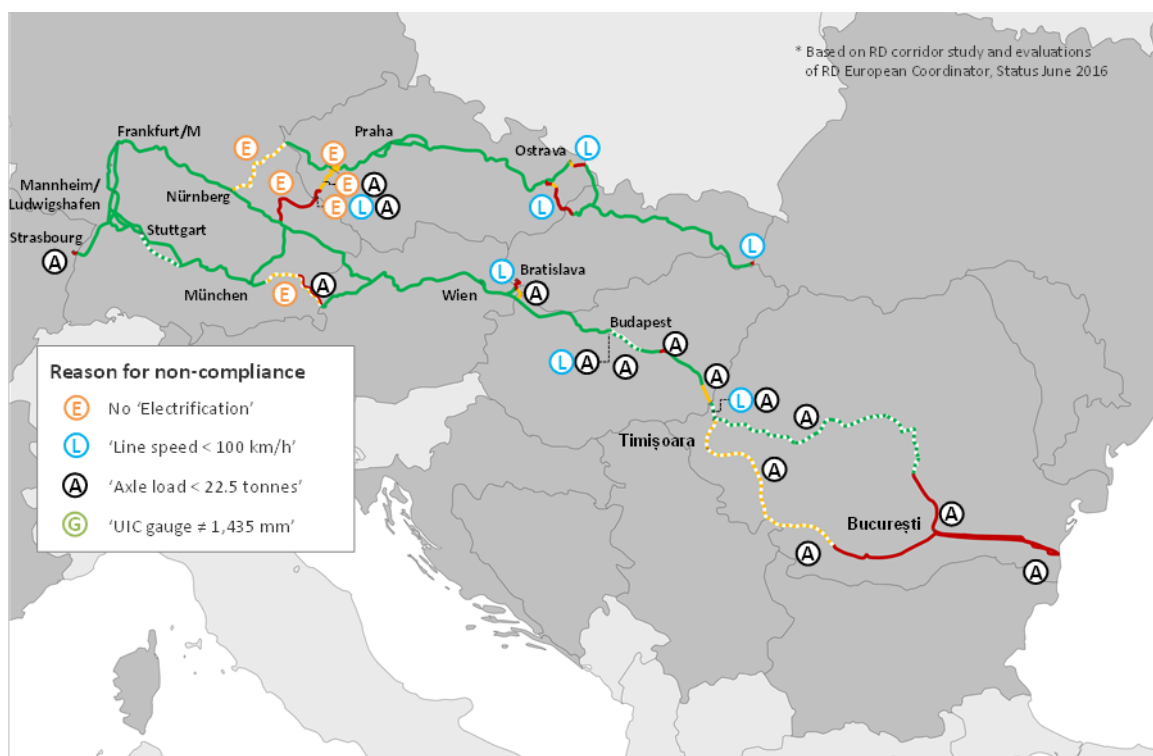 * Based on RD corridor study and evaluations
of RD European Coordinator, Status June 2016
Frankfurt/M
Praha
E
E
Ostrava
L
Mannheim/
Ludwigshafen
Nürnberg
E
E
A
E
L
A
L
Strasbourg
A
Stuttgart
L
München
E
A
Wien
L
Bratislava
A
Budapest
A
L
A
A
A
L
A
A
Timișoara
A
București
A
A
A
Reason for non-compliance
E
No 'Electrification'
L
'Line speed < 100 km/h'
A
'Axle load < 22.5 tonnes'
G
'UIC gauge ≠ 1,435 mm'